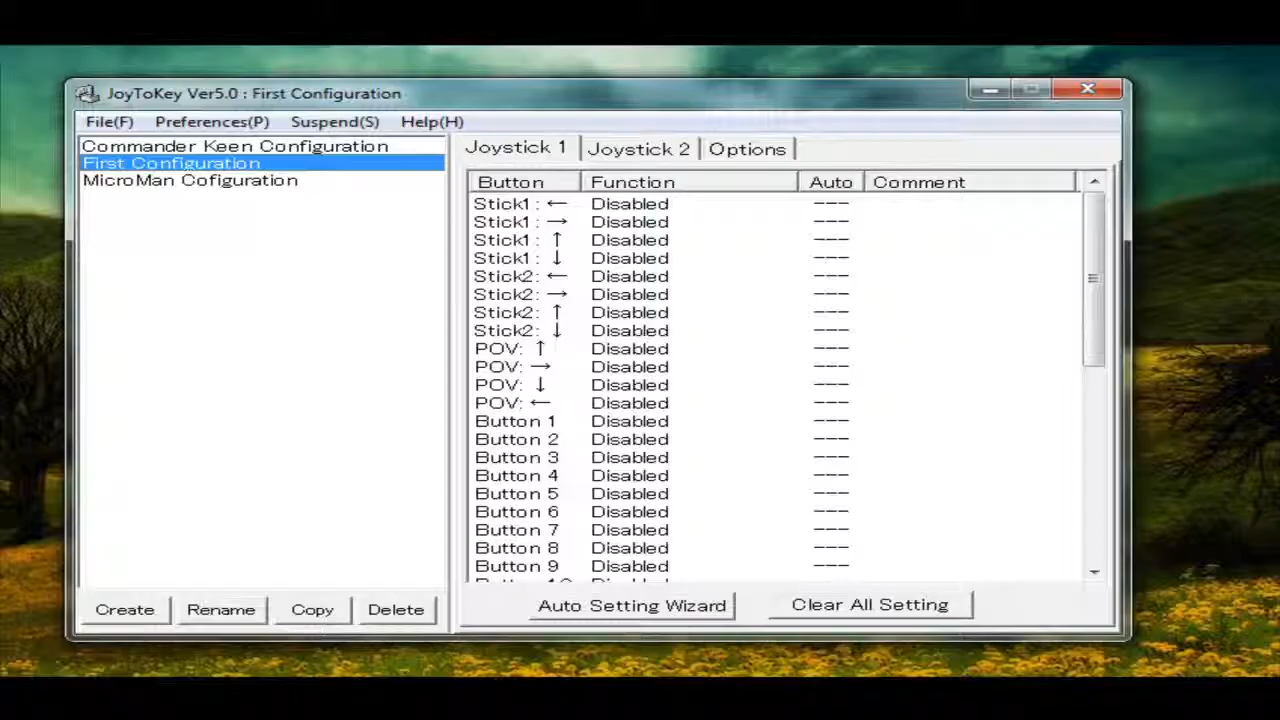 JoyToKey Ver5.0 : First Configuration
File(F) Preferences(P) Suspend(S) Help(H)
Commander Keen Configuration
First Configuration
MicroMan Cofiguration
Joystick 1 Joystick 2 Options
Button Function Auto Comment
Stick1 : ← Disabled ---
Stick1 : → Disabled ---
Stick1 : ↑ Disabled ---
Stick1 : ↓ Disabled ---
Stick2: ← Disabled ---
Stick2: → Disabled ---
Stick2: ↑ Disabled ---
Stick2: ↓ Disabled ---
POV: ↑ Disabled ---
POV: → Disabled ---
POV: ↓ Disabled ---
POV: ← Disabled ---
Button 1 Disabled ---
Button 2 Disabled ---
Button 3 Disabled ---
Button 4 Disabled ---
Button 5 Disabled ---
Button 6 Disabled ---
Button 7 Disabled ---
Button 8 Disabled ---
Button 9 Disabled ---
Create Rename Copy Delete
Auto Setting Wizard Clear All Setting